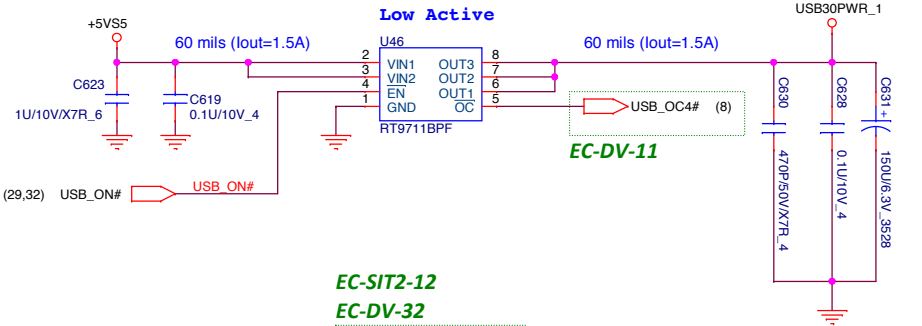 Low Active
+5VS5
USB30PWR_1
60 mils (Iout=1.5A)
U46
60 mils (Iout=1.5A)
2 VIN1 OUT3 8
3 VIN2 OUT2 7
4 EN OUT1 6
1 GND OC 5
RT9711BPF
C623
1U/10V/X7R_6
C619
0.1U/10V_4
USB_OC4# (8)
EC-DV-11
C630
470P/50V/X7R_4
C628
0.1U/10V_4
C631
+
150U/6.3V_3528
(29,32) USB_ON# USB_ON#
EC-SIT2-12
EC-DV-32